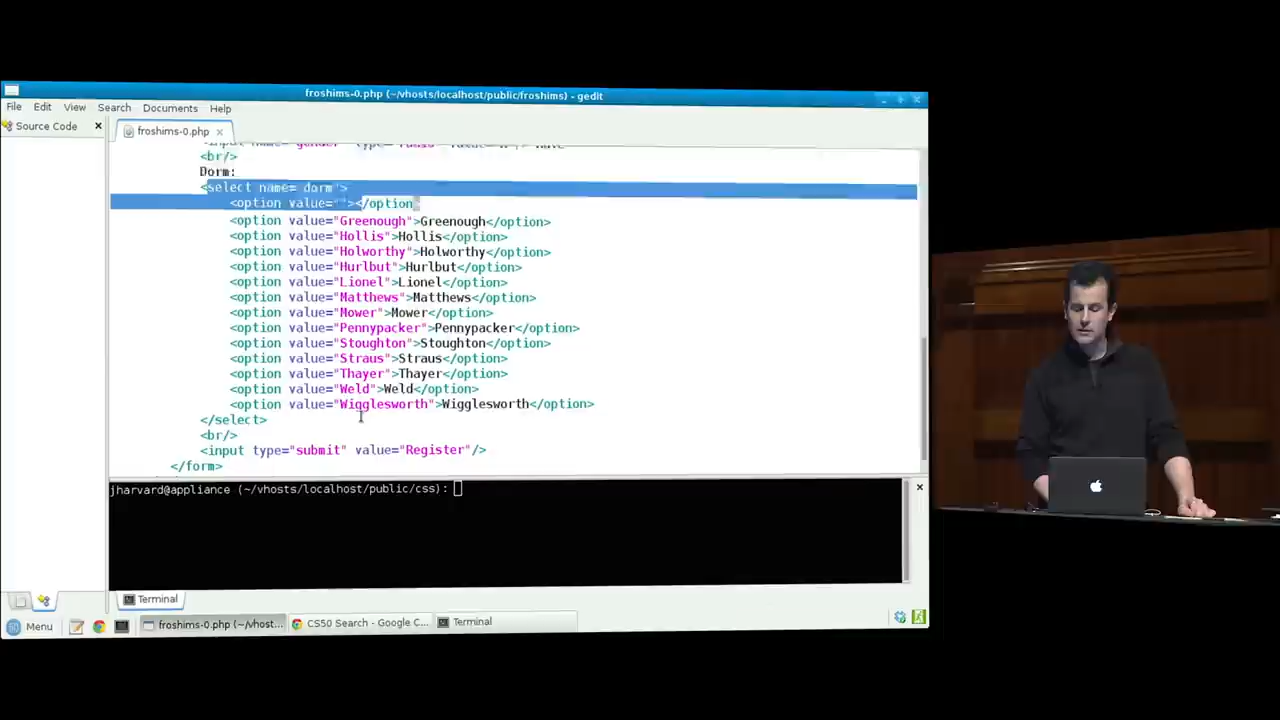 froshims-0.php (~/vhosts/localhost/public/froshims) - gedit
File Edit View Search Documents Help
Source Code
froshims-0.php
<br/>
Dorm:
<select name="dorm">
<option value=""></option>
<option value="Greenough">Greenough</option>
<option value="Hollis">Hollis</option>
<option value="Holworthy">Holworthy</option>
<option value="Hurlbut">Hurlbut</option>
<option value="Lionel">Lionel</option>
<option value="Matthews">Matthews</option>
<option value="Mower">Mower</option>
<option value="Pennypacker">Pennypacker</option>
<option value="Stoughton">Stoughton</option>
<option value="Straus">Straus</option>
<option value="Thayer">Thayer</option>
<option value="Weld">Weld</option>
<option value="Wigglesworth">Wigglesworth</option>
</select>
<br/>
<input type="submit" value="Register"/>
</form>
jharvard@appliance (~/vhosts/localhost/public/css):
Terminal
Menu froshims-0.php (~/vhost... CS50 Search - Google C... Terminal